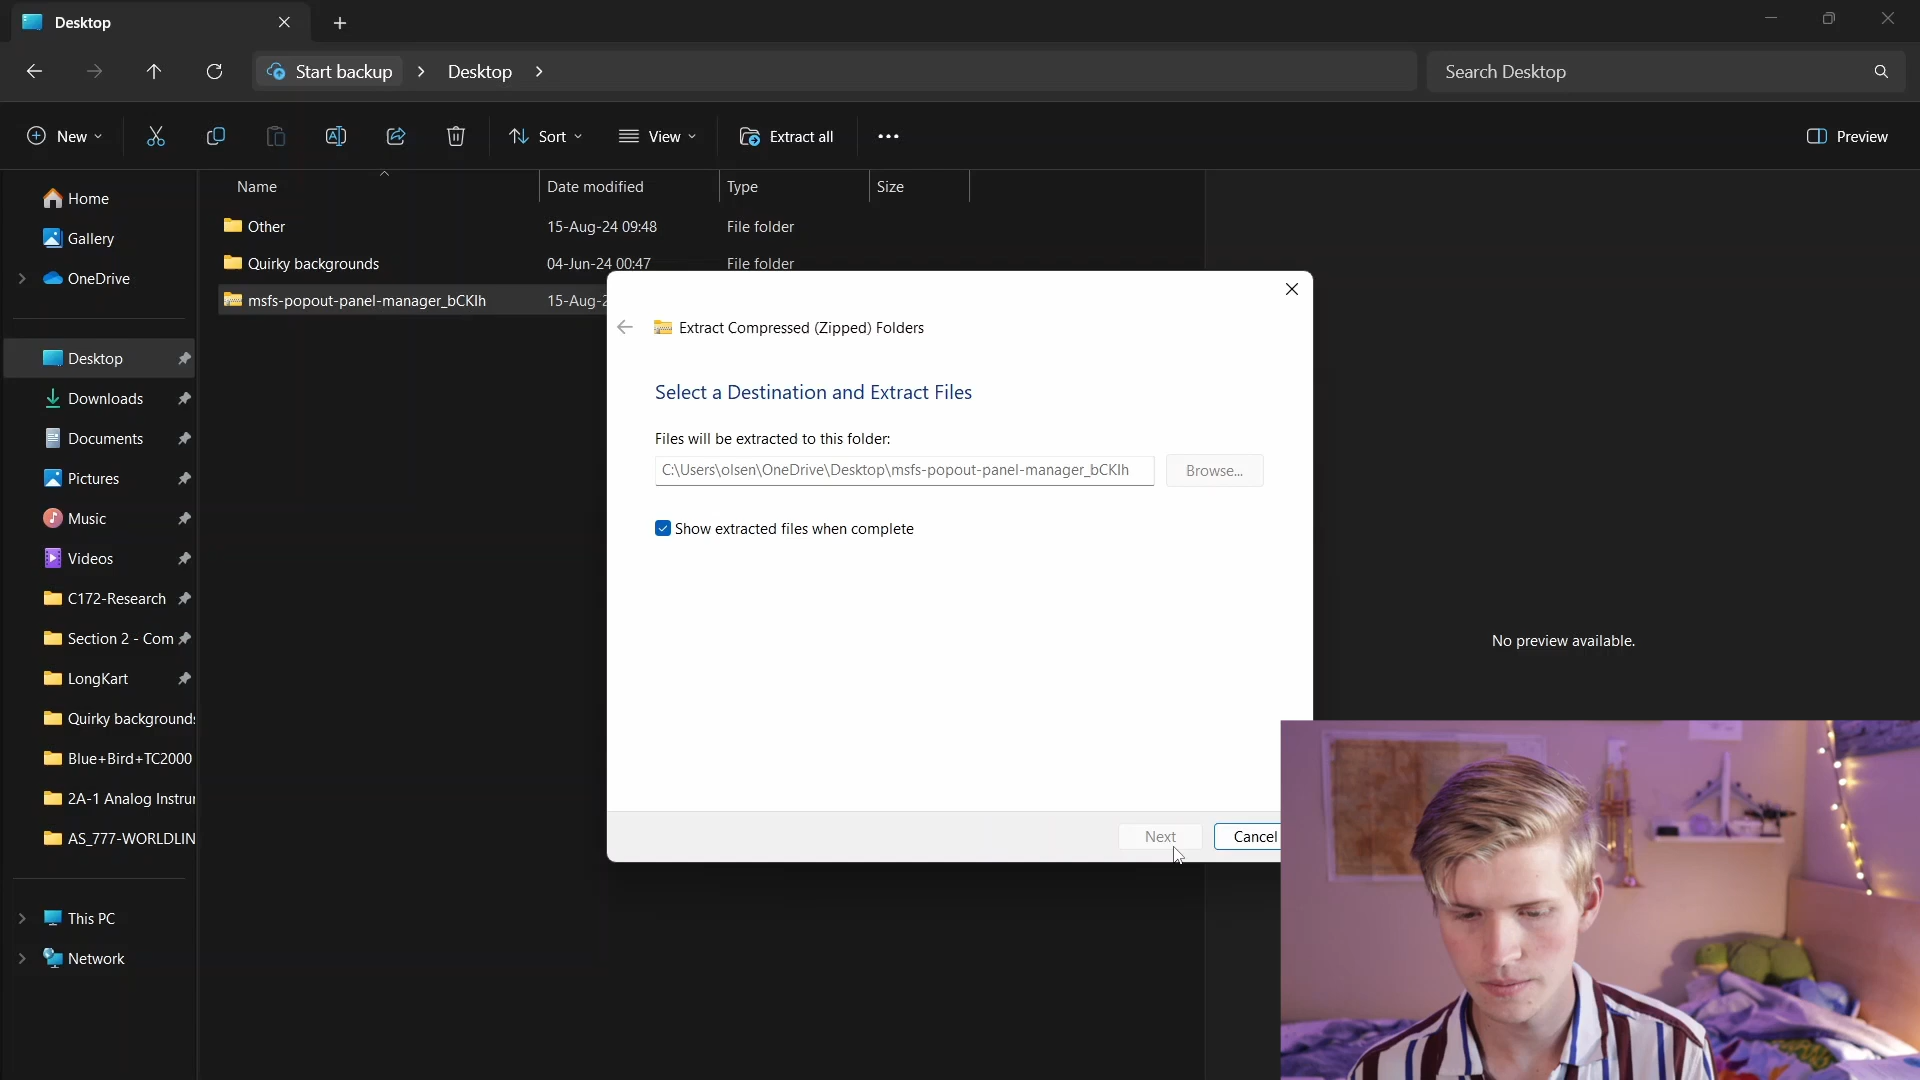 Desktop
Start backup
Desktop
Search Desktop
New
Sort
View
Extract all
Preview
Name
Date modified
Type
Size
Other
15-Aug-24 09:48
File folder
Quirky backgrounds
04-Jun-24 00:47
File folder
msfs-popout-panel-manager_bCKlh
15-Aug-2
Home
Gallery
OneDrive
Desktop
Downloads
Documents
Pictures
Music
Videos
C172-Research
Section 2 - Com
LongKart
Quirky backgrounds
Blue+Bird+TC2000
2A-1 Analog Instru
AS_777-WORLDLIN
This PC
Network
Extract Compressed (Zipped) Folders
Select a Destination and Extract Files
Files will be extracted to this folder:
C:\Users\olsen\OneDrive\Desktop\msfs-popout-panel-manager_bCKlh
Browse...
Show extracted files when complete
Next
Cancel
No preview available.